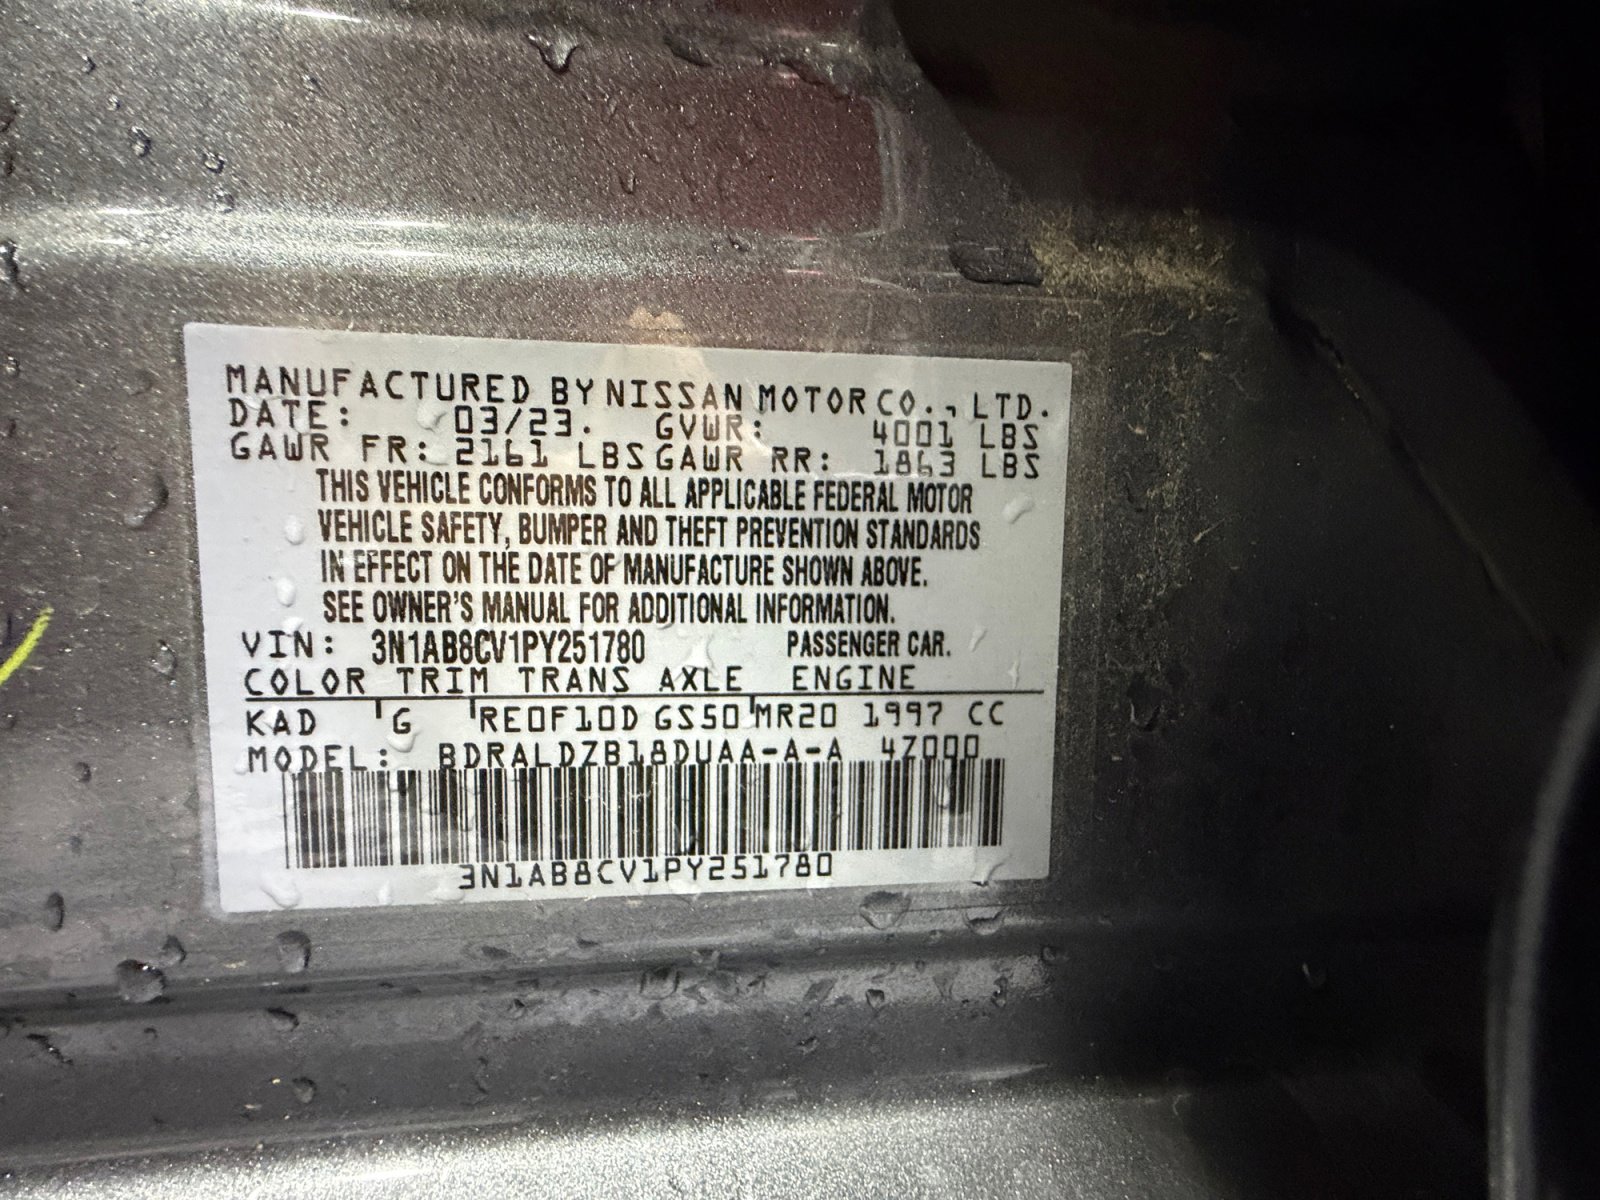 MANUFACTURED BY NISSAN MOTOR CO., LTD.
DATE: 03/23. GVWR: 4001 LBS
GAWR FR: 2161 LBS GAWR RR: 1863 LBS
THIS VEHICLE CONFORMS TO ALL APPLICABLE FEDERAL MOTOR
VEHICLE SAFETY, BUMPER AND THEFT PREVENTION STANDARDS
IN EFFECT ON THE DATE OF MANUFACTURE SHOWN ABOVE.
SEE OWNER'S MANUAL FOR ADDITIONAL INFORMATION.
VIN: 3N1AB8CV1PY251780 PASSENGER CAR.
COLOR TRIM TRANS AXLE ENGINE
KAD G RE0F10D GS50 MR20 1997 CC
MODEL: BDRALDZB18DUAA-A-A 4Z000
3N1AB8CV1PY251780